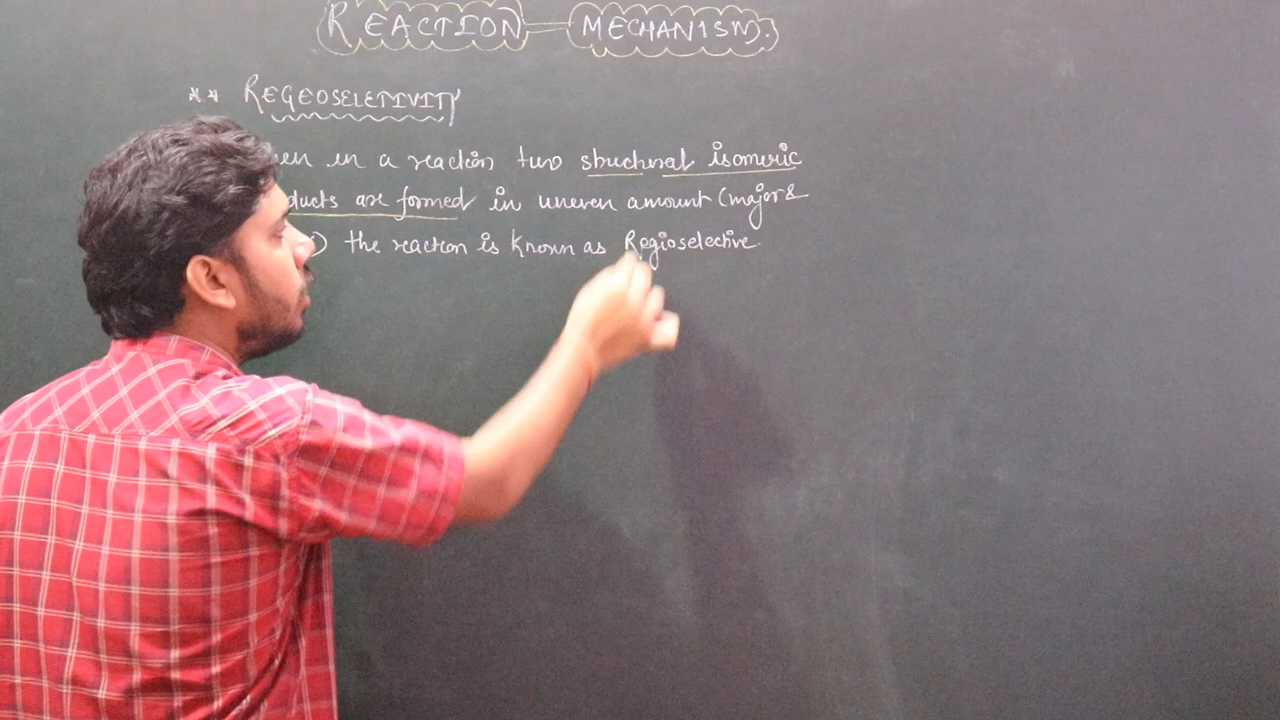 REACTION — MECHANISM.
** REGEOSELETIVITY
en in a reaction two structural isomeric
ducts are formed in uneven amount (major &
) the reaction is known as Regioselective.